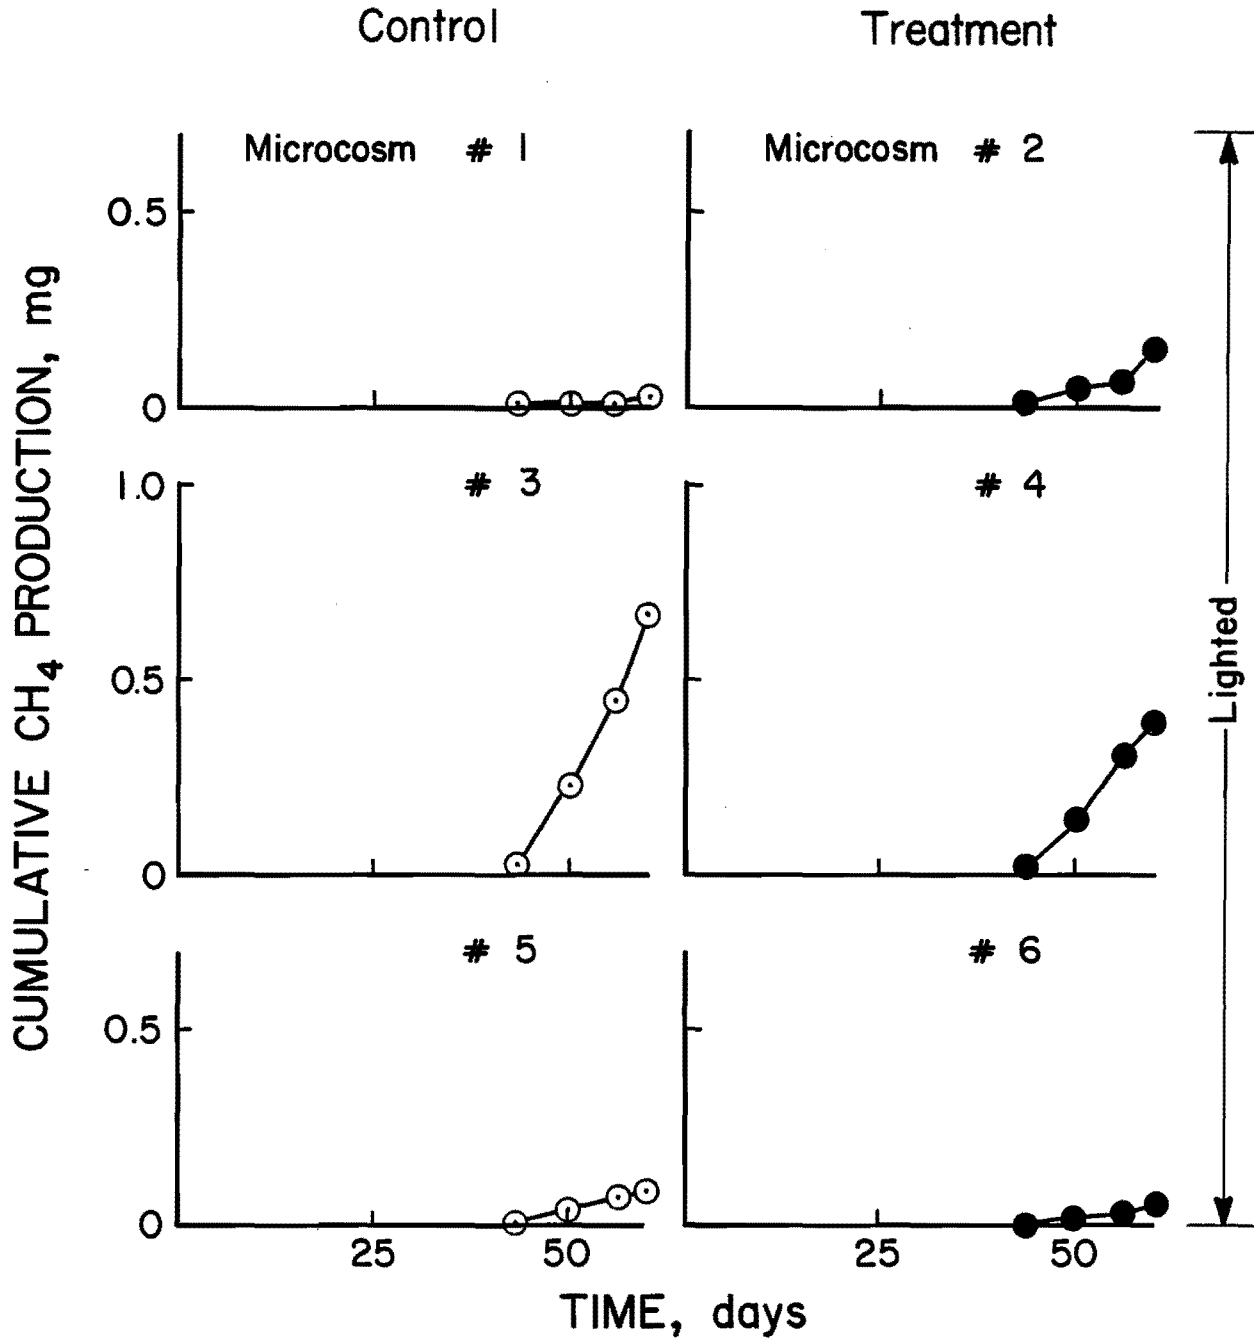 Control
Treatment
Microcosm # 1
Microcosm # 2
0.5
0
# 3
# 4
1.0
0.5
0
# 5
# 6
0.5
0
25
50
25
50
TIME, days
CUMULATIVE CH₄ PRODUCTION, mg
Lighted